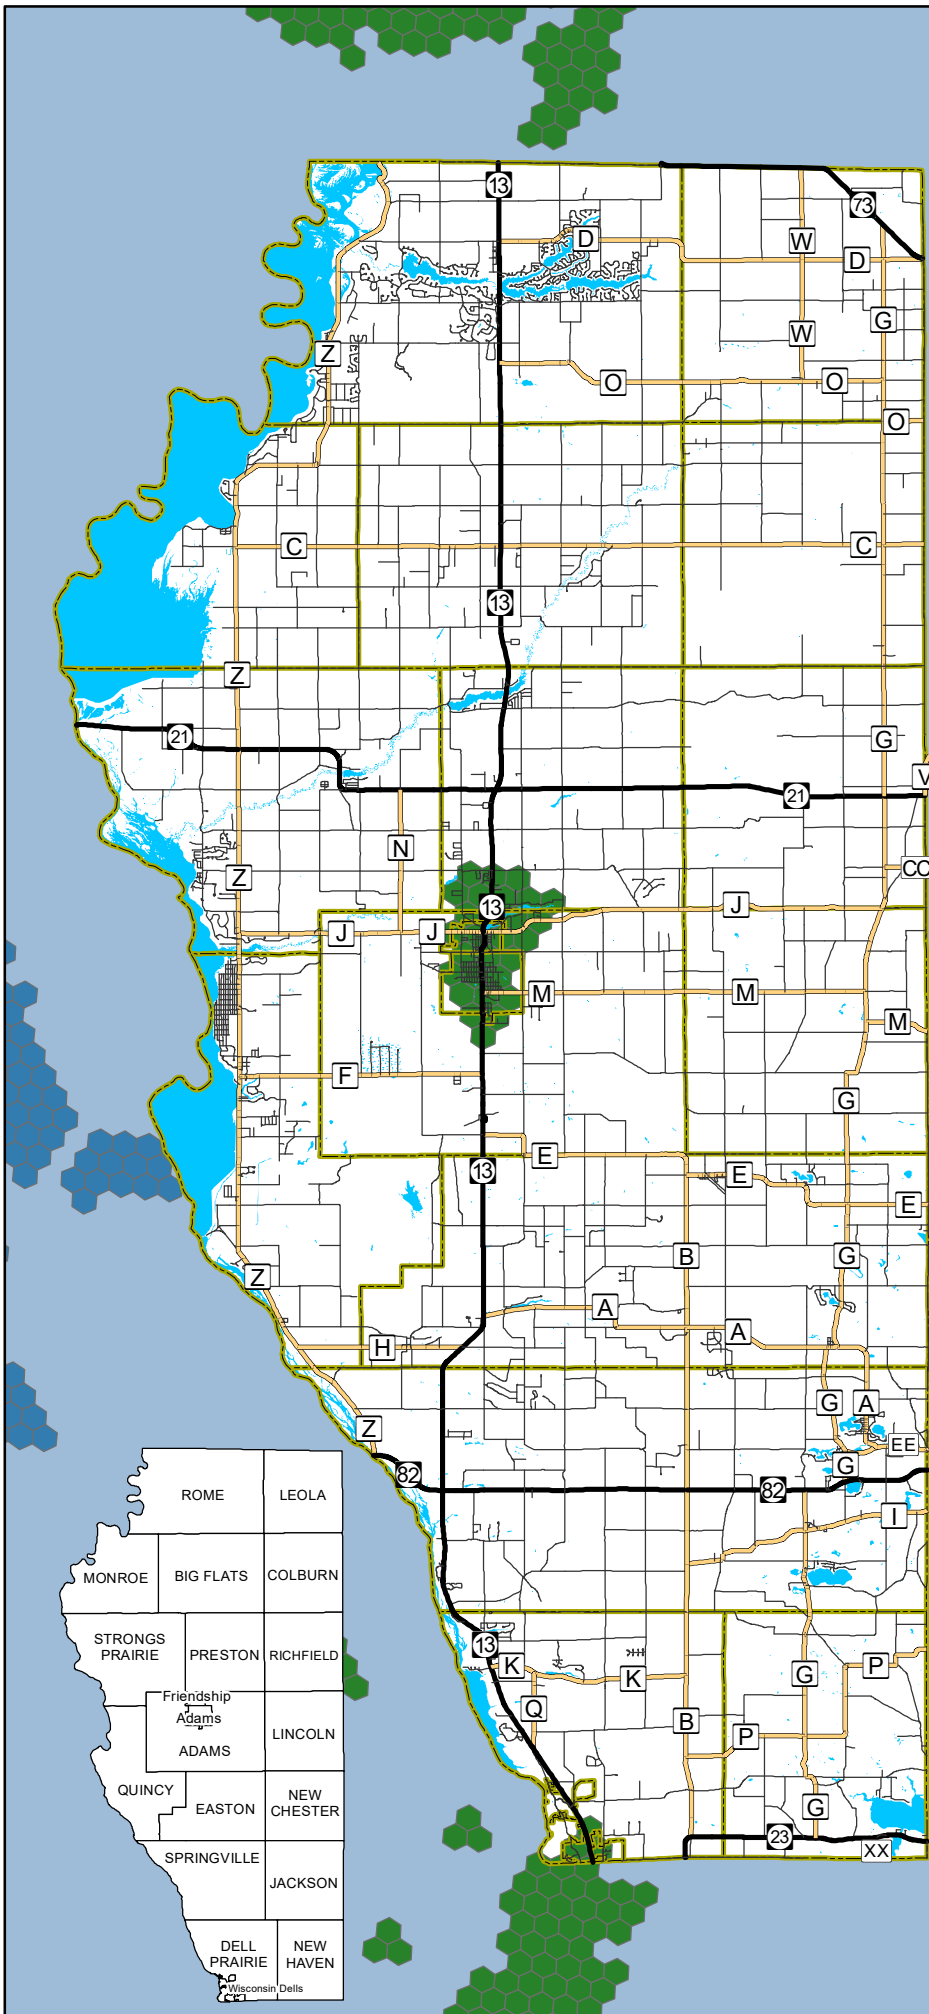 13
73
D
W
D
W
G
Z
O
O
O
C
C
13
Z
21
G
V
21
N
Z
CC
13
J
J
J
M
M
M
F
G
E
13
E
E
B
G
Z
A
A
H
G
A
Z
EE
G
82
82
I
13
K
K
P
G
Q
B
P
G
23
XX
ROME
LEOLA
MONROE
BIG FLATS
COLBURN
STRONGS
PRAIRIE
PRESTON
RICHFIELD
Friendship
Adams
LINCOLN
ADAMS
QUINCY
EASTON
NEW
CHESTER
SPRINGVILLE
JACKSON
DELL
PRAIRIE
NEW
HAVEN
Wisconsin Dells